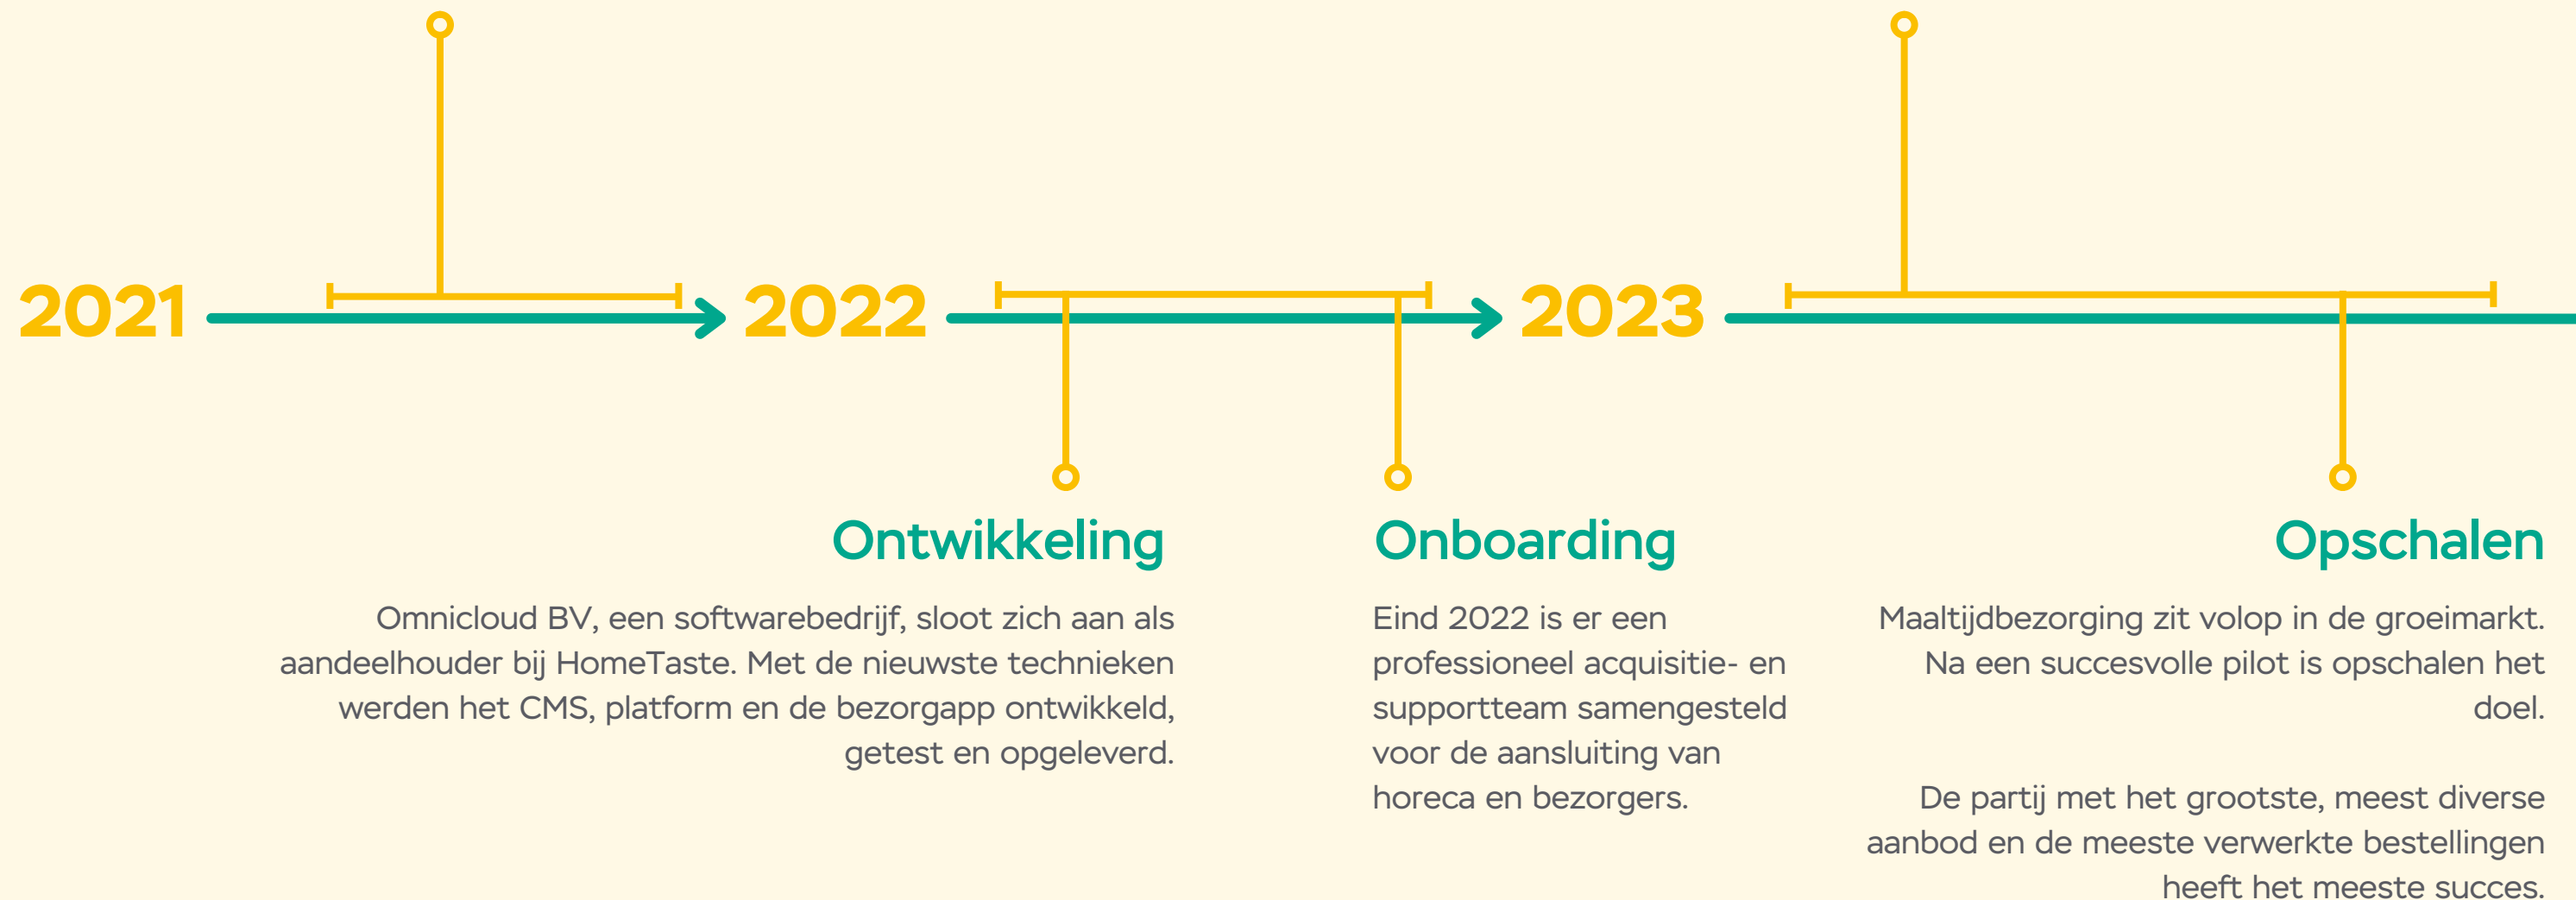 2021
2022
2023
Ontwikkeling
Omnicloud BV, een softwarebedrijf, sloot zich aan als
aandeelhouder bij HomeTaste. Met de nieuwste technieken
werden het CMS, platform en de bezorgapp ontwikkeld,
getest en opgeleverd.
Onboarding
Eind 2022 is er een
professioneel acquisitie- en
supportteam samengesteld
voor de aansluiting van
horeca en bezorgers.
Opschalen
Maaltijdbezorging zit volop in de groeimarkt.
Na een succesvolle pilot is opschalen het
doel.
De partij met het grootste, meest diverse
aanbod en de meeste verwerkte bestellingen
heeft het meeste succes.